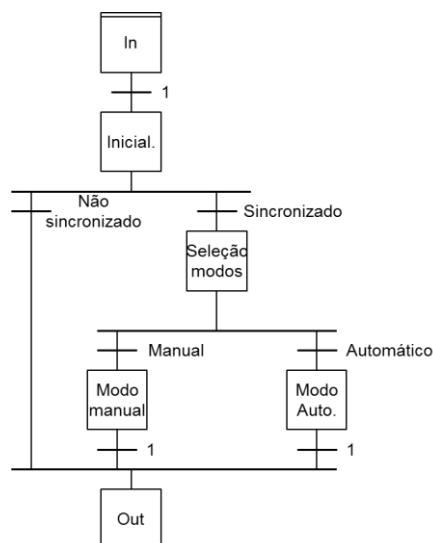 In
1
Inicial.
Não
sincronizado
Sincronizado
Seleção
modos
Manual
Automático
Modo
manual
Modo
Auto.
1
1
Out